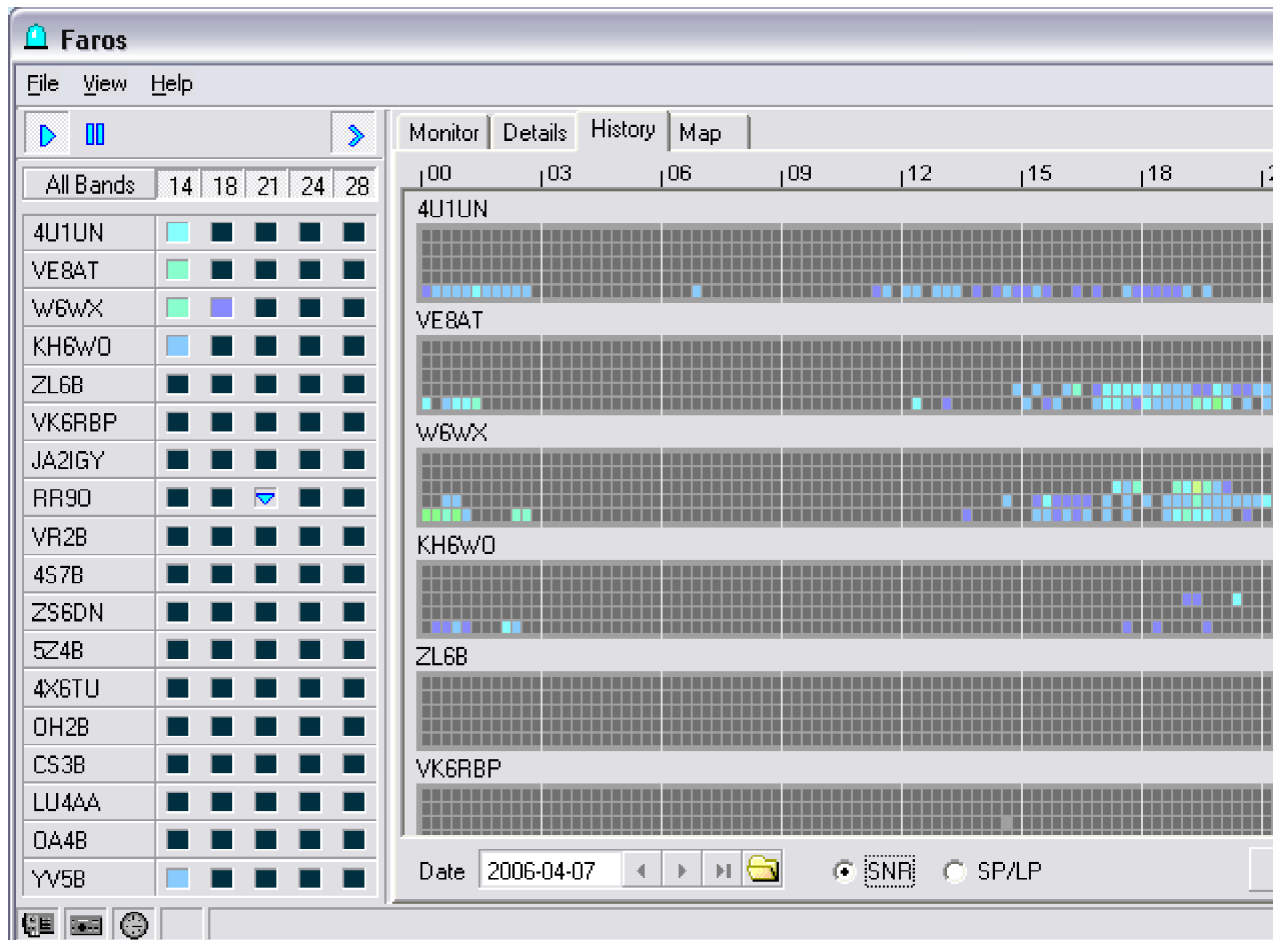 Faros
File View Help
Monitor Details History Map
All Bands 14 18 21 24 28
00 03 06 09 12 15 18
4U1UN
VE8AT
W6WX
KH6WO
ZL6B
VK6RBP
JA2IGY
RR9O
VR2B
4S7B
ZS6DN
5Z4B
4X6TU
OH2B
CS3B
LU4AA
OA4B
YV5B
4U1UN
VE8AT
W6WX
KH6WO
ZL6B
VK6RBP
Date 2006-04-07 SNR SP/LP